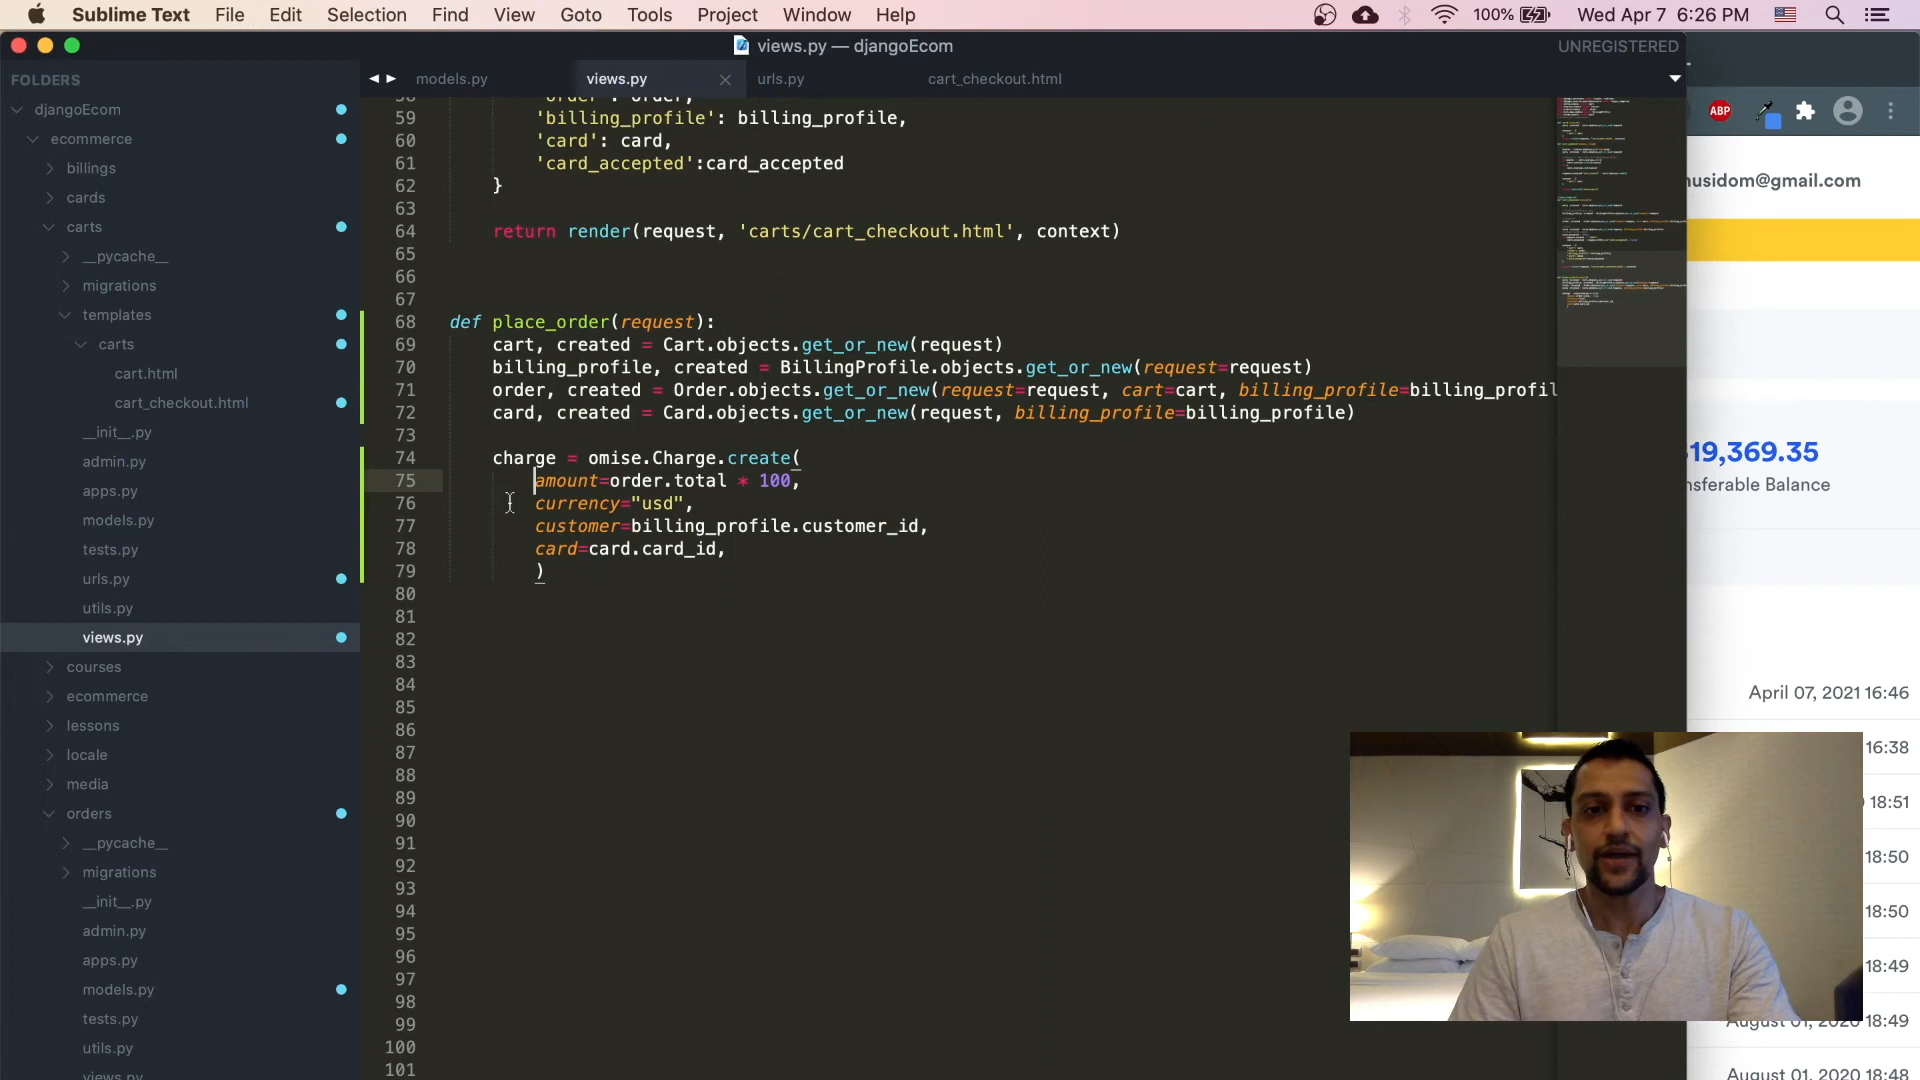 Sublime Text File Edit Selection Find View Goto Tools Project Window Help 100% Wed Apr 7 6:26 PM
views.py — djangoEcom UNREGISTERED
FOLDERS
models.py views.py urls.py cart_checkout.html
ABP
djangoEcom
ecommerce
billings
cards
carts
__pycache__
migrations
templates
carts
cart.html
cart_checkout.html
__init__.py
admin.py
apps.py
models.py
tests.py
urls.py
utils.py
views.py
courses
ecommerce
lessons
locale
media
orders
__pycache__
migrations
__init__.py
admin.py
apps.py
models.py
tests.py
utils.py
views.py
58 'order': order,
59 'billing_profile': billing_profile,
60 'card': card,
61 'card_accepted':card_accepted
62 }
63
64 return render(request, 'carts/cart_checkout.html', context)
65
66
67
68 def place_order(request):
69 cart, created = Cart.objects.get_or_new(request)
70 billing_profile, created = BillingProfile.objects.get_or_new(request=request)
71 order, created = Order.objects.get_or_new(request=request, cart=cart, billing_profile=billing_profil
72 card, created = Card.objects.get_or_new(request, billing_profile=billing_profile)
73
74 charge = omise.Charge.create(
75 amount=order.total * 100,
76 currency="usd",
77 customer=billing_profile.customer_id,
78 card=card.card_id,
79 )
80
81
82
83
84
85
86
87
88
89
90
91
92
93
94
95
96
97
98
99
100
101
usidom@gmail.com
19,369.35
nsferable Balance
April 07, 2021 16:46
16:38
18:51
18:50
18:50
18:49
August 01, 2020 18:49
August 01, 2020 18:48